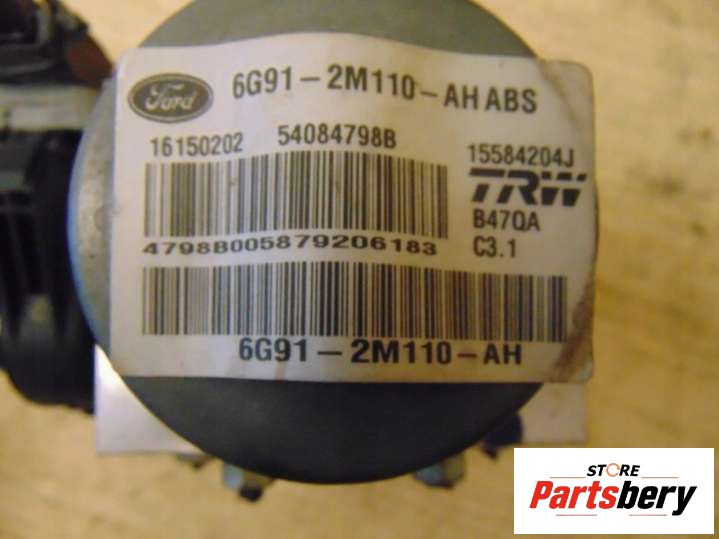 Ford
6G91-2M110-AH ABS
16150202 54084798B 15584204J
TRW
B47QA
4798B005879206183
C3.1
6G91-2M110-AH
STORE
Partsbery